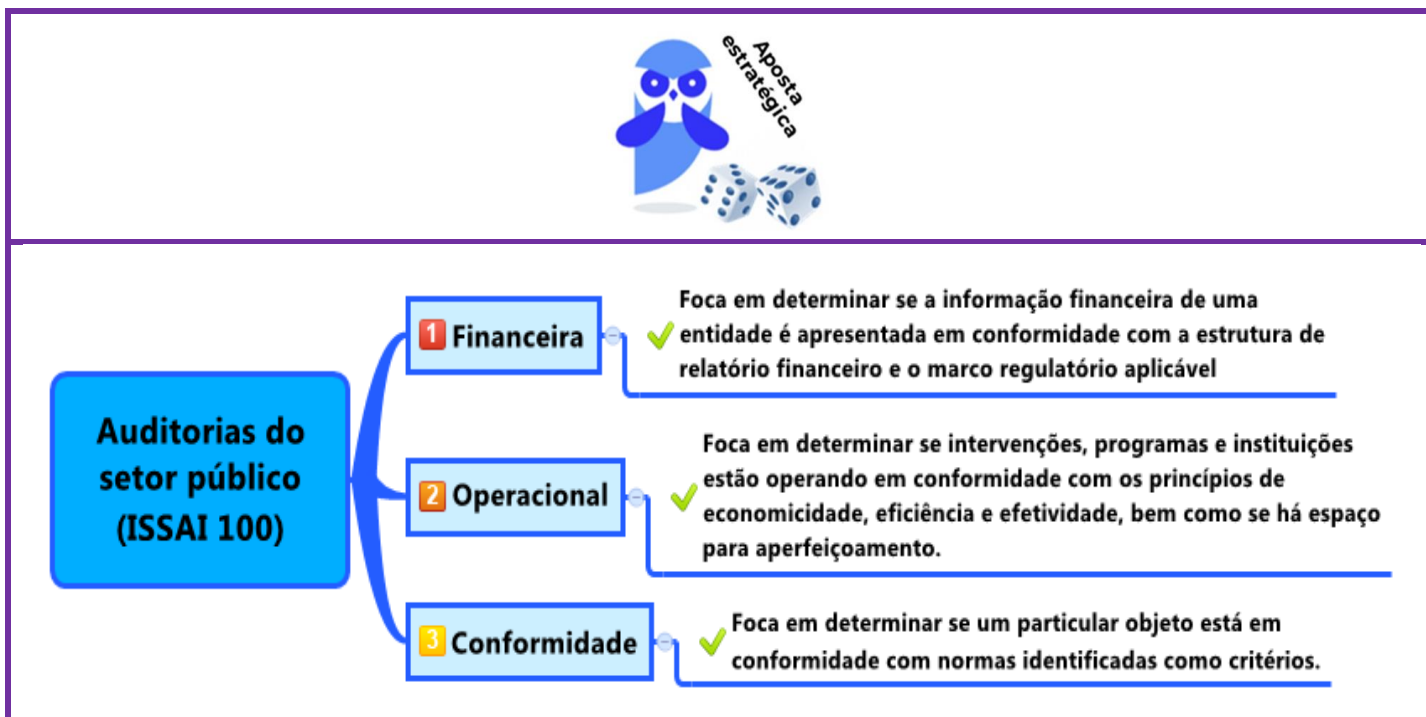 Aposta
estratégica
Auditorias do
setor público
(ISSAI 100)
1 Financeira
Foca em determinar se a informação financeira de uma
entidade é apresentada em conformidade com a estrutura de
relatório financeiro e o marco regulatório aplicável
2 Operacional
Foca em determinar se intervenções, programas e instituições
estão operando em conformidade com os princípios de
economicidade, eficiência e efetividade, bem como se há espaço
para aperfeiçoamento.
3 Conformidade
Foca em determinar se um particular objeto está em
conformidade com normas identificadas como critérios.